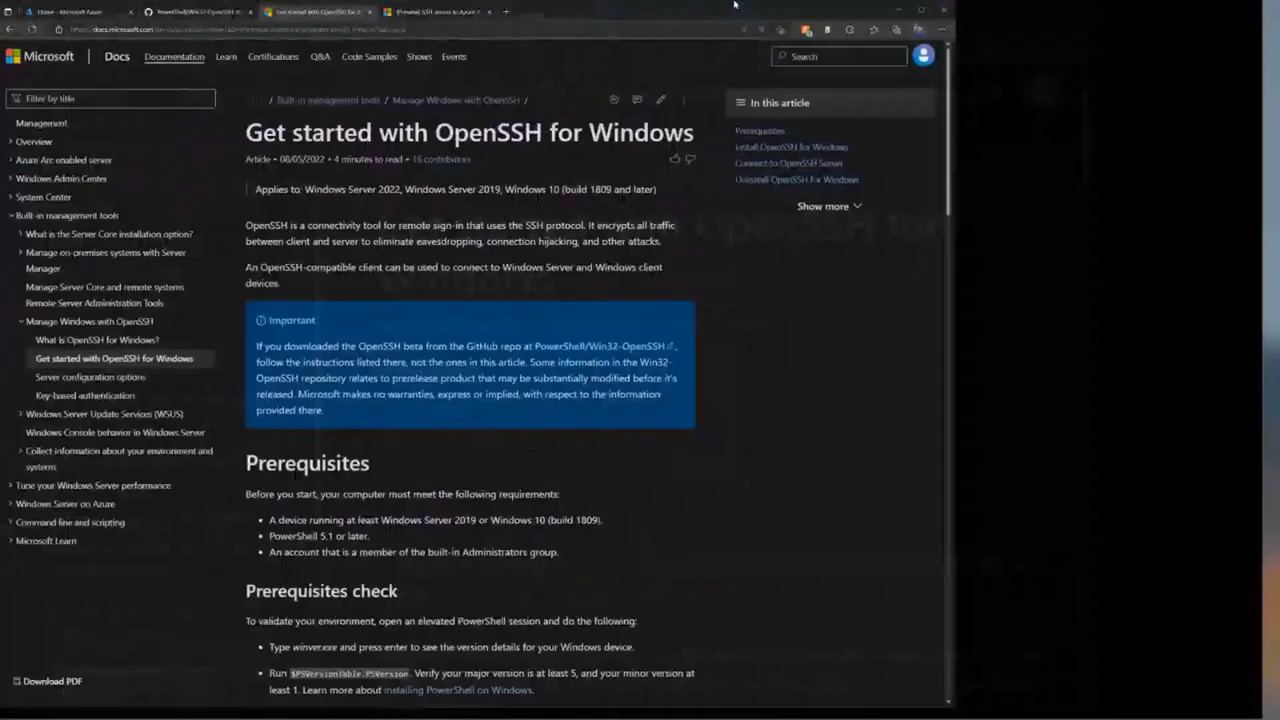 Home - Microsoft Azure
PowerShell/Win32-OpenSSH: W
Get started with OpenSSH for
(Preview) SSH access to Azure A
Microsoft
Docs
Documentation
Learn
Certifications
Q&A
Code Samples
Shows
Events
Search
Filter by title
Management
Overview
Azure Arc enabled server
Windows Admin Center
System Center
Built-in management tools
What is the Server Core installation option?
Manage on-premises systems with Server
Manager
Manage Server Core and remote systems
Remote Server Administration Tools
Manage Windows with OpenSSH
What is OpenSSH for Windows?
Get started with OpenSSH for Windows
Server configuration options
Key-based authentication
Windows Server Update Services (WSUS)
Windows Console behavior in Windows Server
Collect information about your environment and
systems
Tune your Windows Server performance
Windows Server on Azure
Command line and scripting
Microsoft Learn
Download PDF
/ Built-in management tools / Manage Windows with OpenSSH /
Get started with OpenSSH for Windows
Article • 08/05/2022 • 4 minutes to read • 15 contributors
Applies to: Windows Server 2022, Windows Server 2019, Windows 10 (build 1809 and later)
OpenSSH is a connectivity tool for remote sign-in that uses the SSH protocol. It encrypts all traffic
between client and server to eliminate eavesdropping, connection hijacking, and other attacks.
An OpenSSH-compatible client can be used to connect to Windows Server and Windows client
devices.
Important
If you downloaded the OpenSSH beta from the GitHub repo at PowerShell/Win32-OpenSSH,
follow the instructions listed there, not the ones in this article. Some information in the Win32-
OpenSSH repository relates to prerelease product that may be substantially modified before it's
released. Microsoft makes no warranties, express or implied, with respect to the information
provided there.
Prerequisites
Before you start, your computer must meet the following requirements:
• A device running at least Windows Server 2019 or Windows 10 (build 1809).
• PowerShell 5.1 or later.
• An account that is a member of the built-in Administrators group.
Prerequisites check
To validate your environment, open an elevated PowerShell session and do the following:
• Type winver.exe and press enter to see the version details for your Windows device.
• Run $PSVersionTable.PSVersion. Verify your major version is at least 5, and your minor version at
least 1. Learn more about installing PowerShell on Windows.
In this article
Prerequisites
Install OpenSSH for Windows
Connect to OpenSSH Server
Uninstall OpenSSH for Windows
Show more